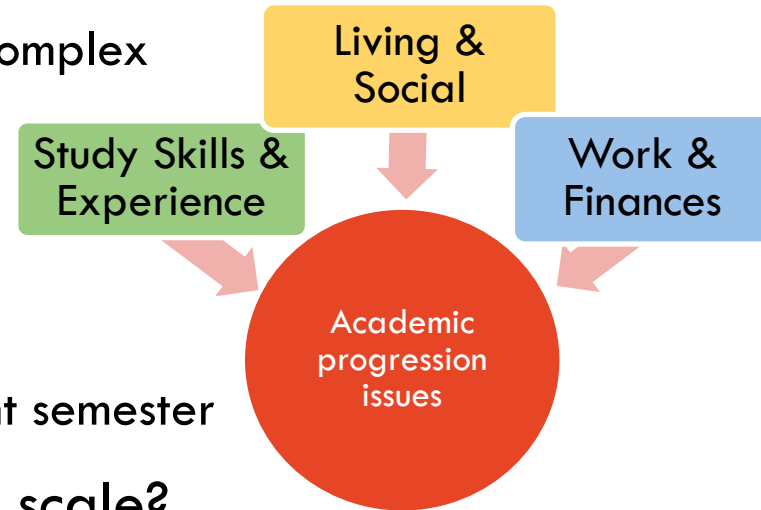 omplex
Living &
Social
Study Skills &
Experience
Work &
Finances
Academic
progression
issues
t semester
scale?